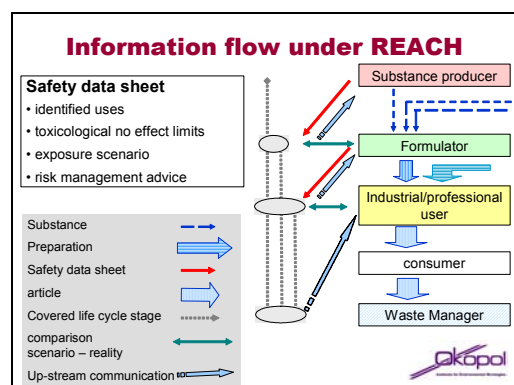 Information flow under REACH
Safety data sheet
• identified uses
• toxicological no effect limits
• exposure scenario
• risk management advice
Substance producer
Formulator
Industrial/professional
user
consumer
Waste Manager
Substance
Preparation
Safety data sheet
article
Covered life cycle stage
comparison
scenario – reality
Up-stream communication
Ökopol